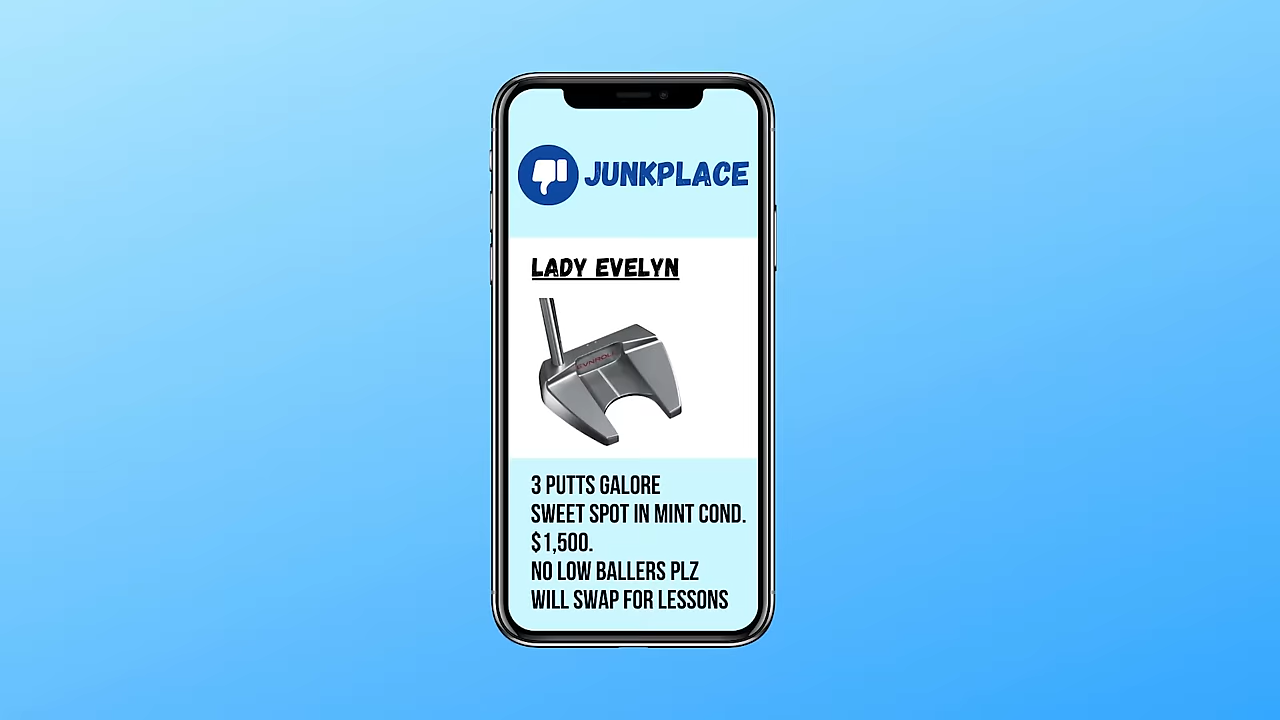 JUNKPLACE
LADY EVELYN
EVNROLL
3 PUTTS GALORE
SWEET SPOT IN MINT COND.
$1,500.
NO LOW BALLERS PLZ
WILL SWAP FOR LESSONS